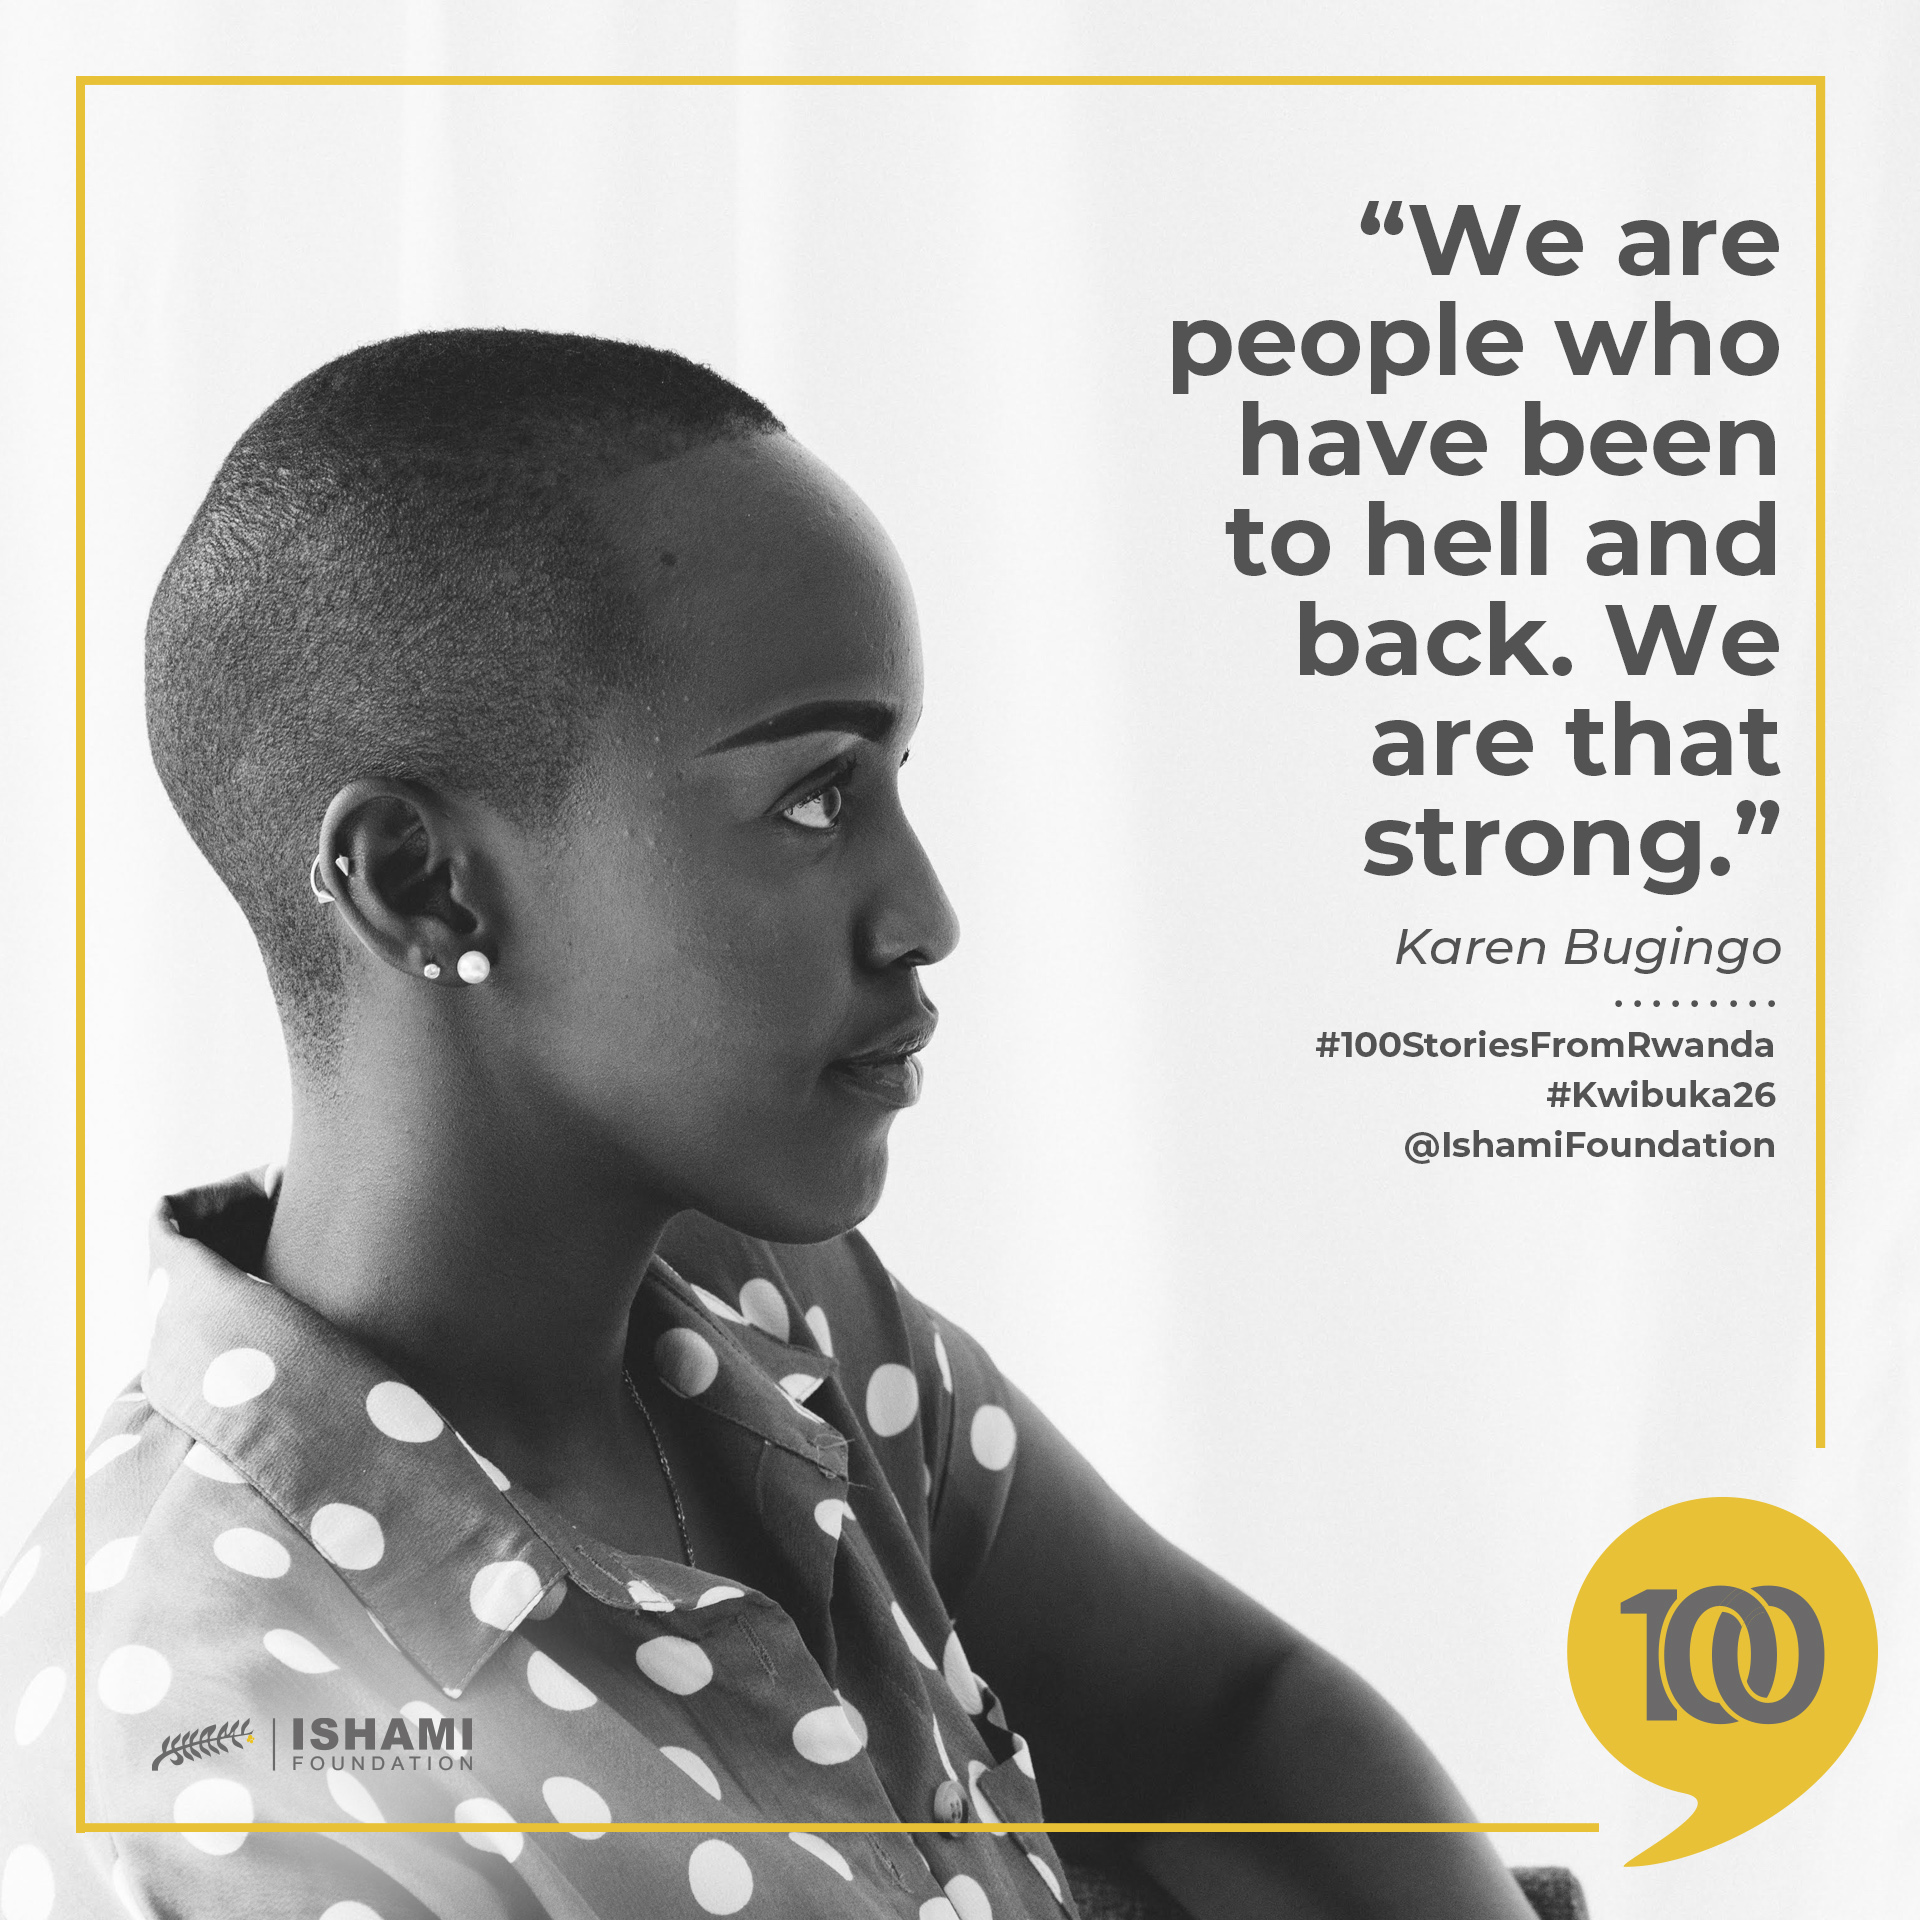 “We are
people who
have been
to hell and
back. We
are that
strong.”
Karen Bugingo
#100StoriesFromRwanda
#Kwibuka26
@IshamiFoundation
100
ISHAMI
FOUNDATION